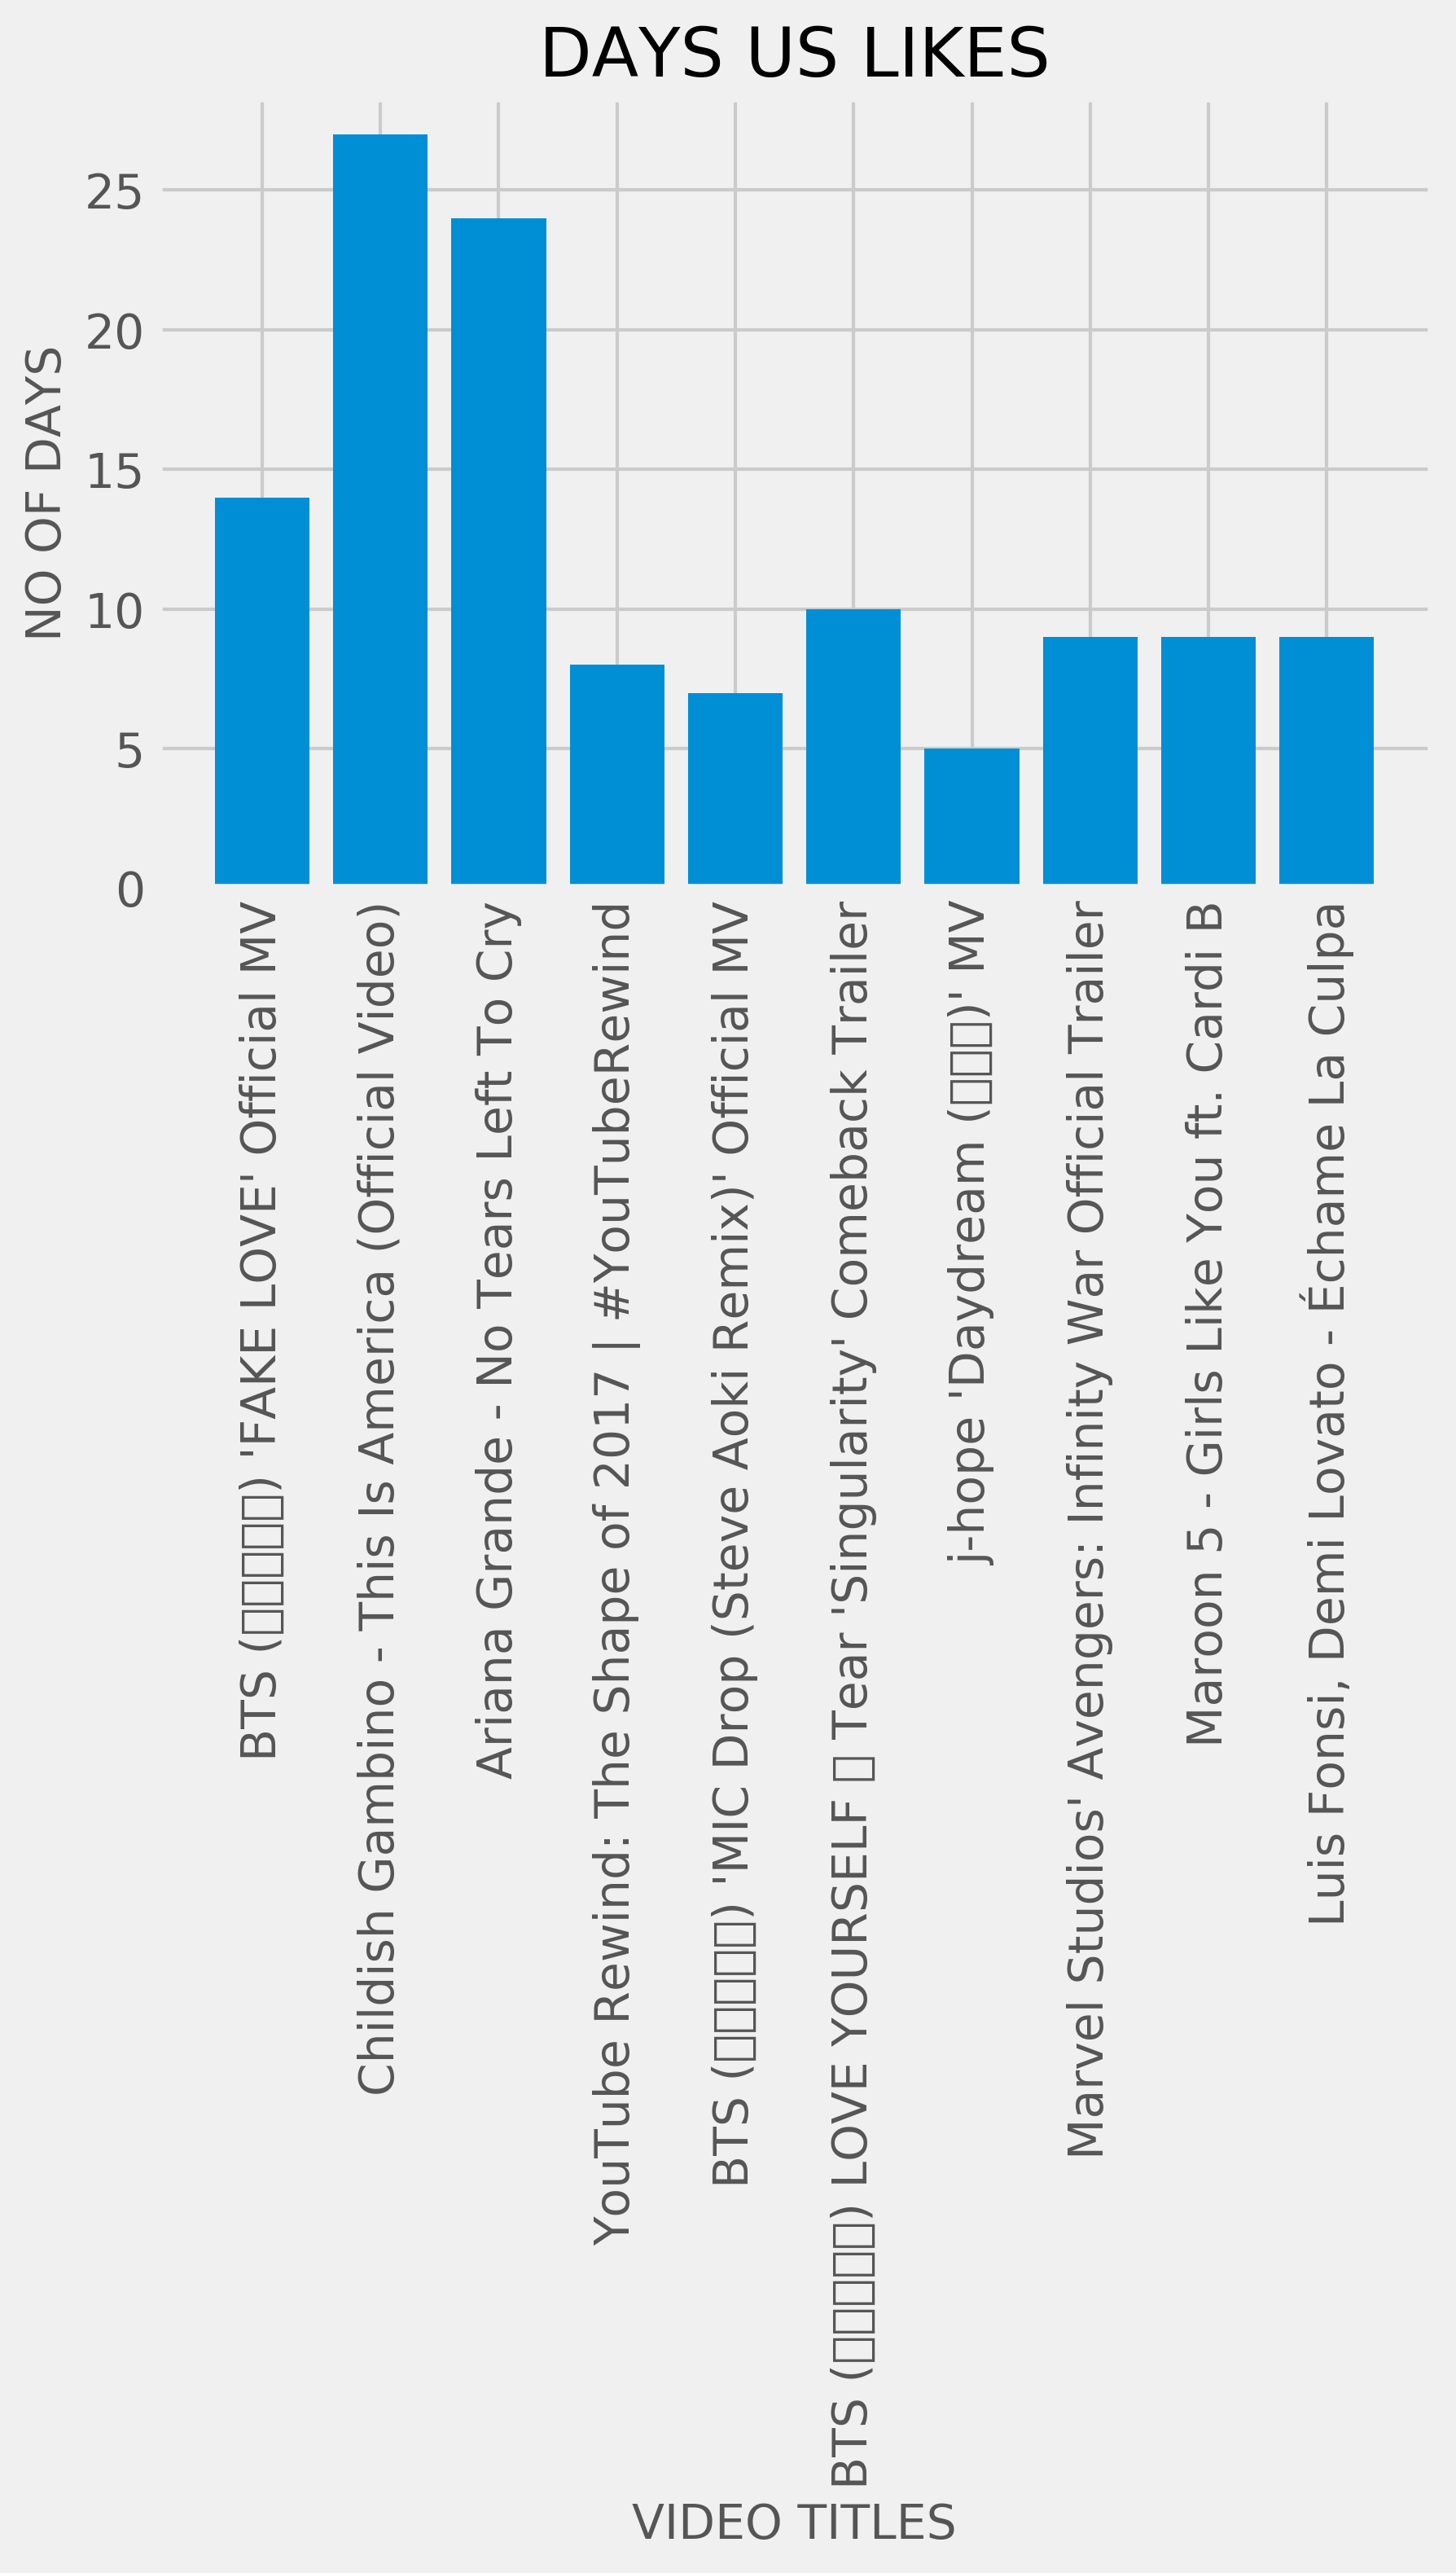 DAYS US LIKES
NO OF DAYS
25
20
15
10
5
0
BTS (□□□□□) 'FAKE LOVE' Official MV
Childish Gambino - This Is America (Official Video)
Ariana Grande - No Tears Left To Cry
YouTube Rewind: The Shape of 2017 | #YouTubeRewind
BTS (□□□□□) 'MIC Drop (Steve Aoki Remix)' Official MV
BTS (□□□□□) LOVE YOURSELF □ Tear 'Singularity' Comeback Trailer
j-hope 'Daydream (□□□)' MV
Marvel Studios' Avengers: Infinity War Official Trailer
Maroon 5 - Girls Like You ft. Cardi B
Luis Fonsi, Demi Lovato - Échame La Culpa
VIDEO TITLES